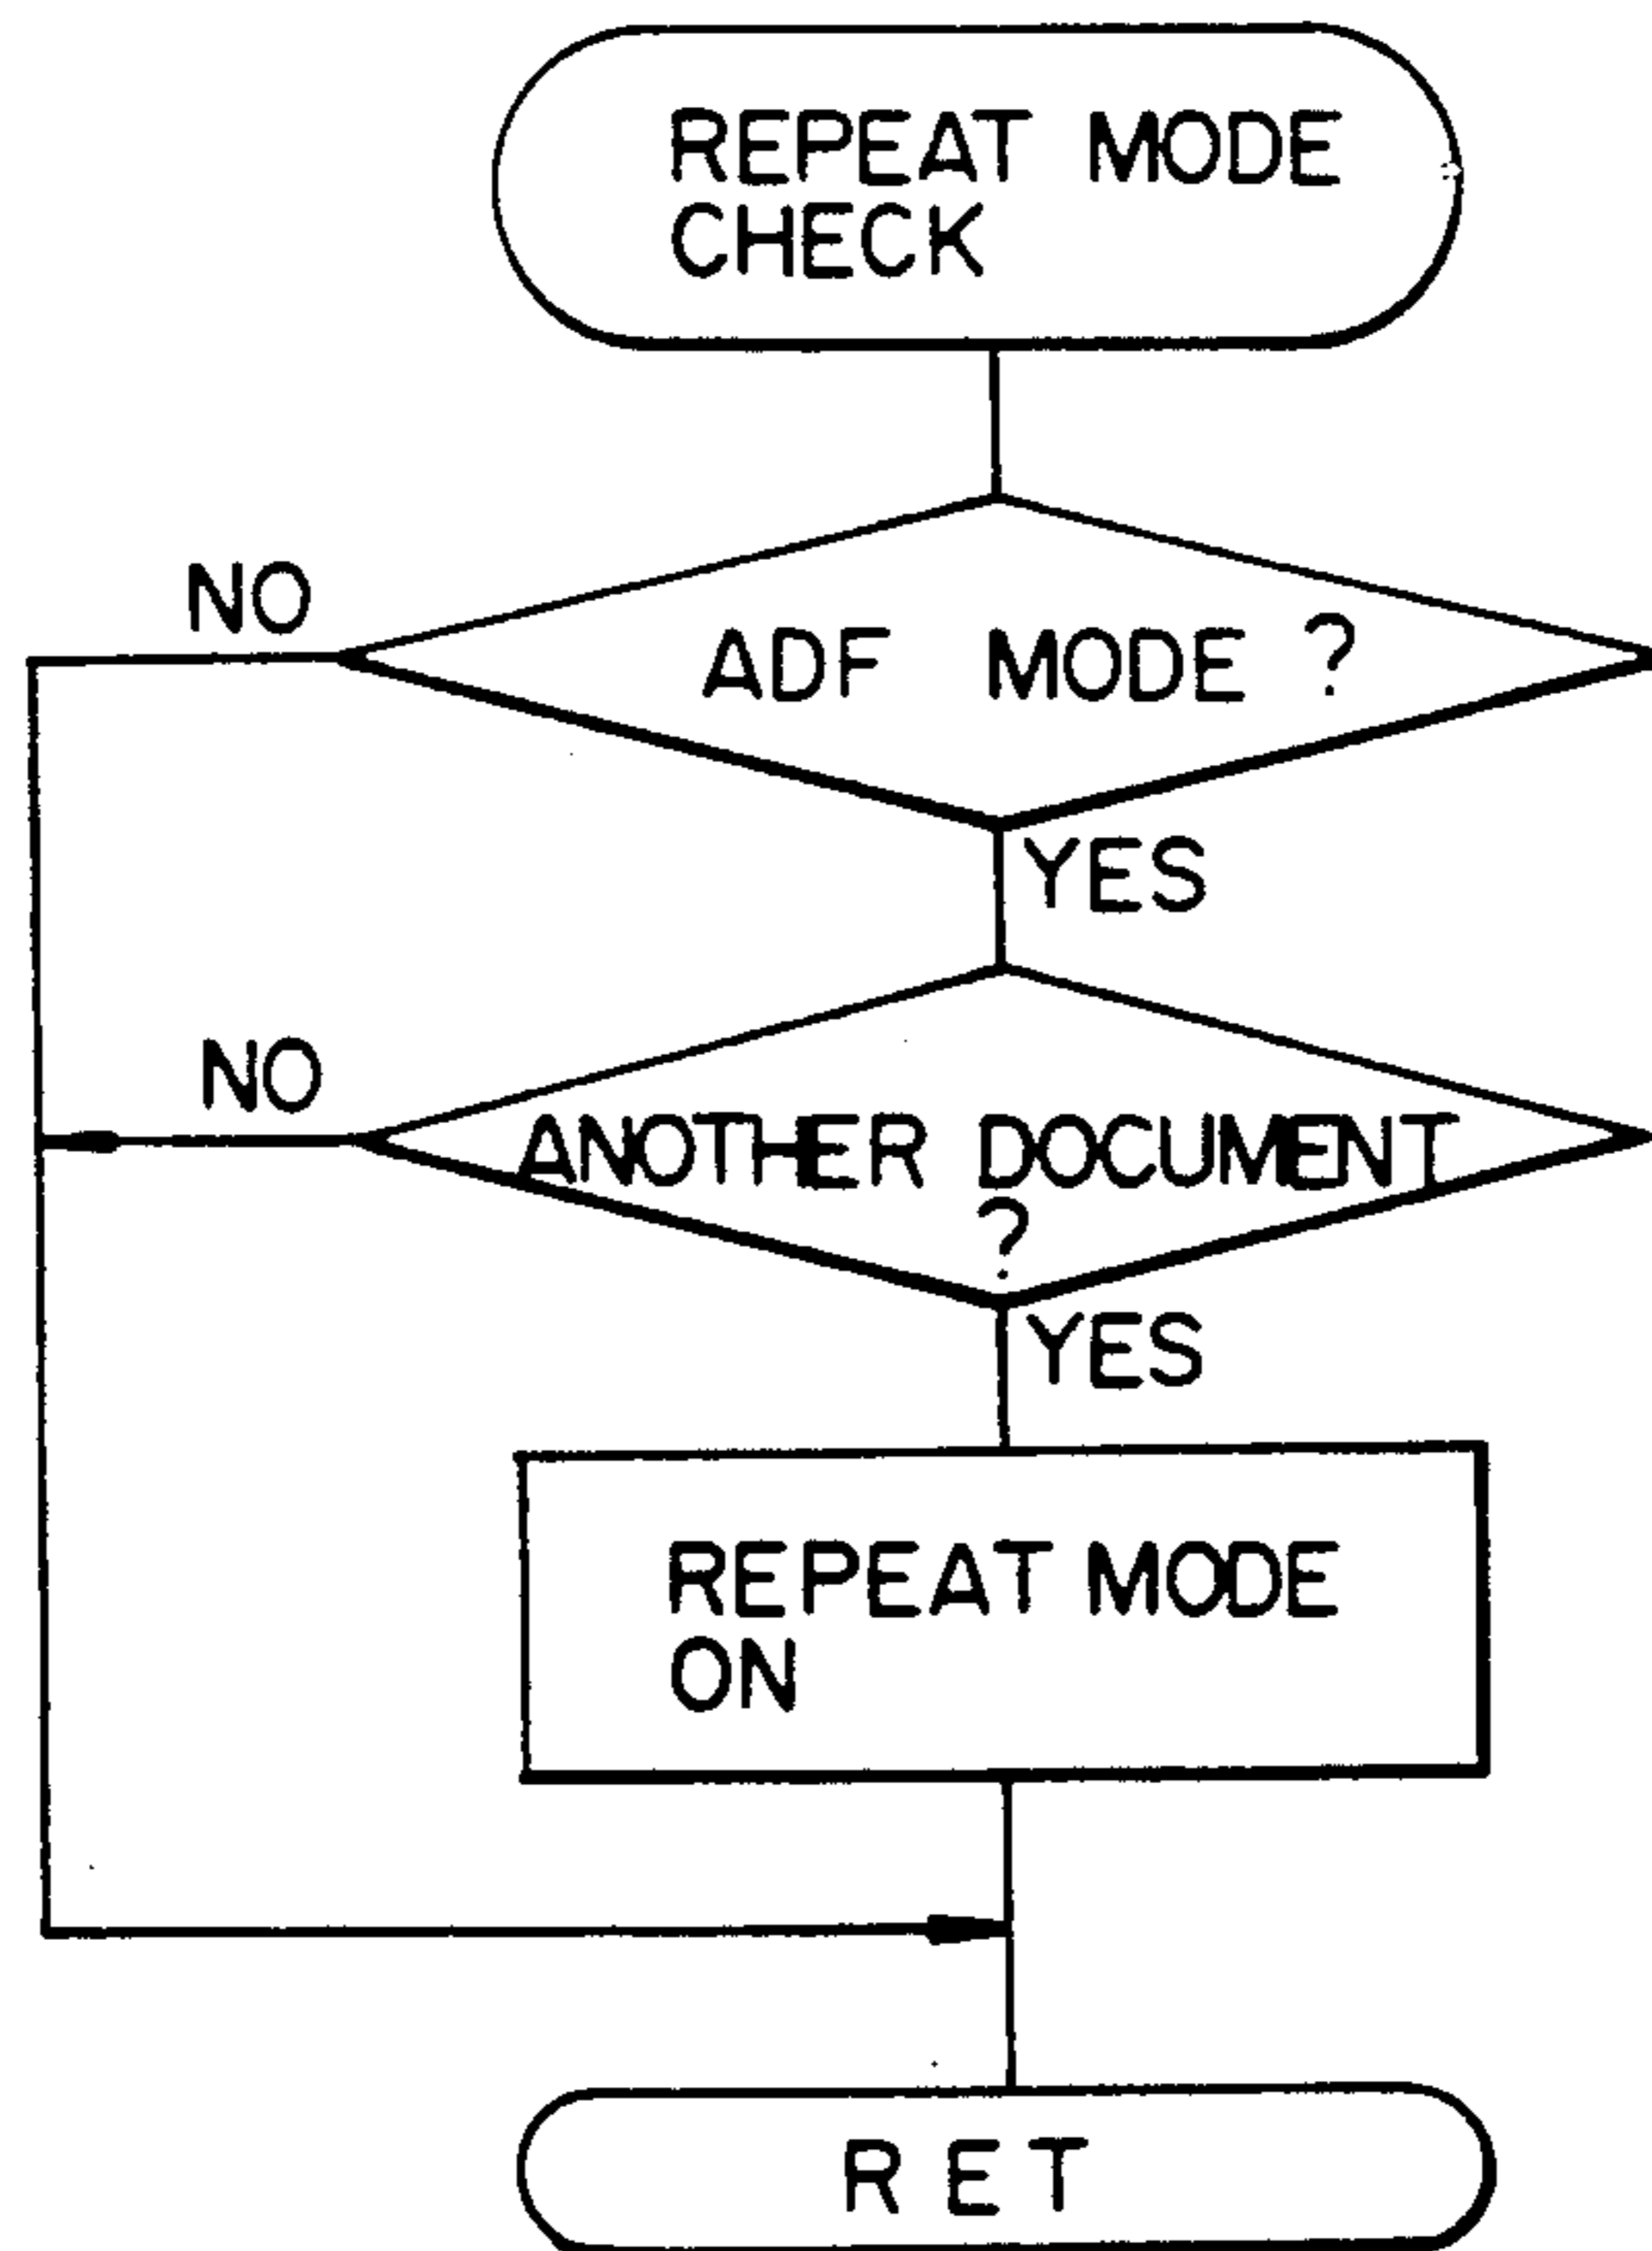 REPEAT MODE
CHECK
NO
ADF MODE ?
YES
NO
ANOTHER DOCUMENT
?
YES
REPEAT MODE
ON
RET